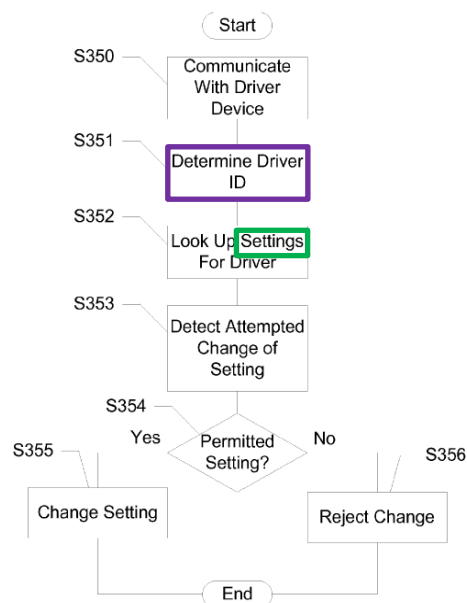 Start
S350
Communicate
With Driver
Device
S351
Determine Driver
ID
S352
Look Up Settings
For Driver
S353
Detect Attempted
Change of
Setting
S354
Permitted
Setting?
Yes
No
S355
S356
Change Setting
Reject Change
End